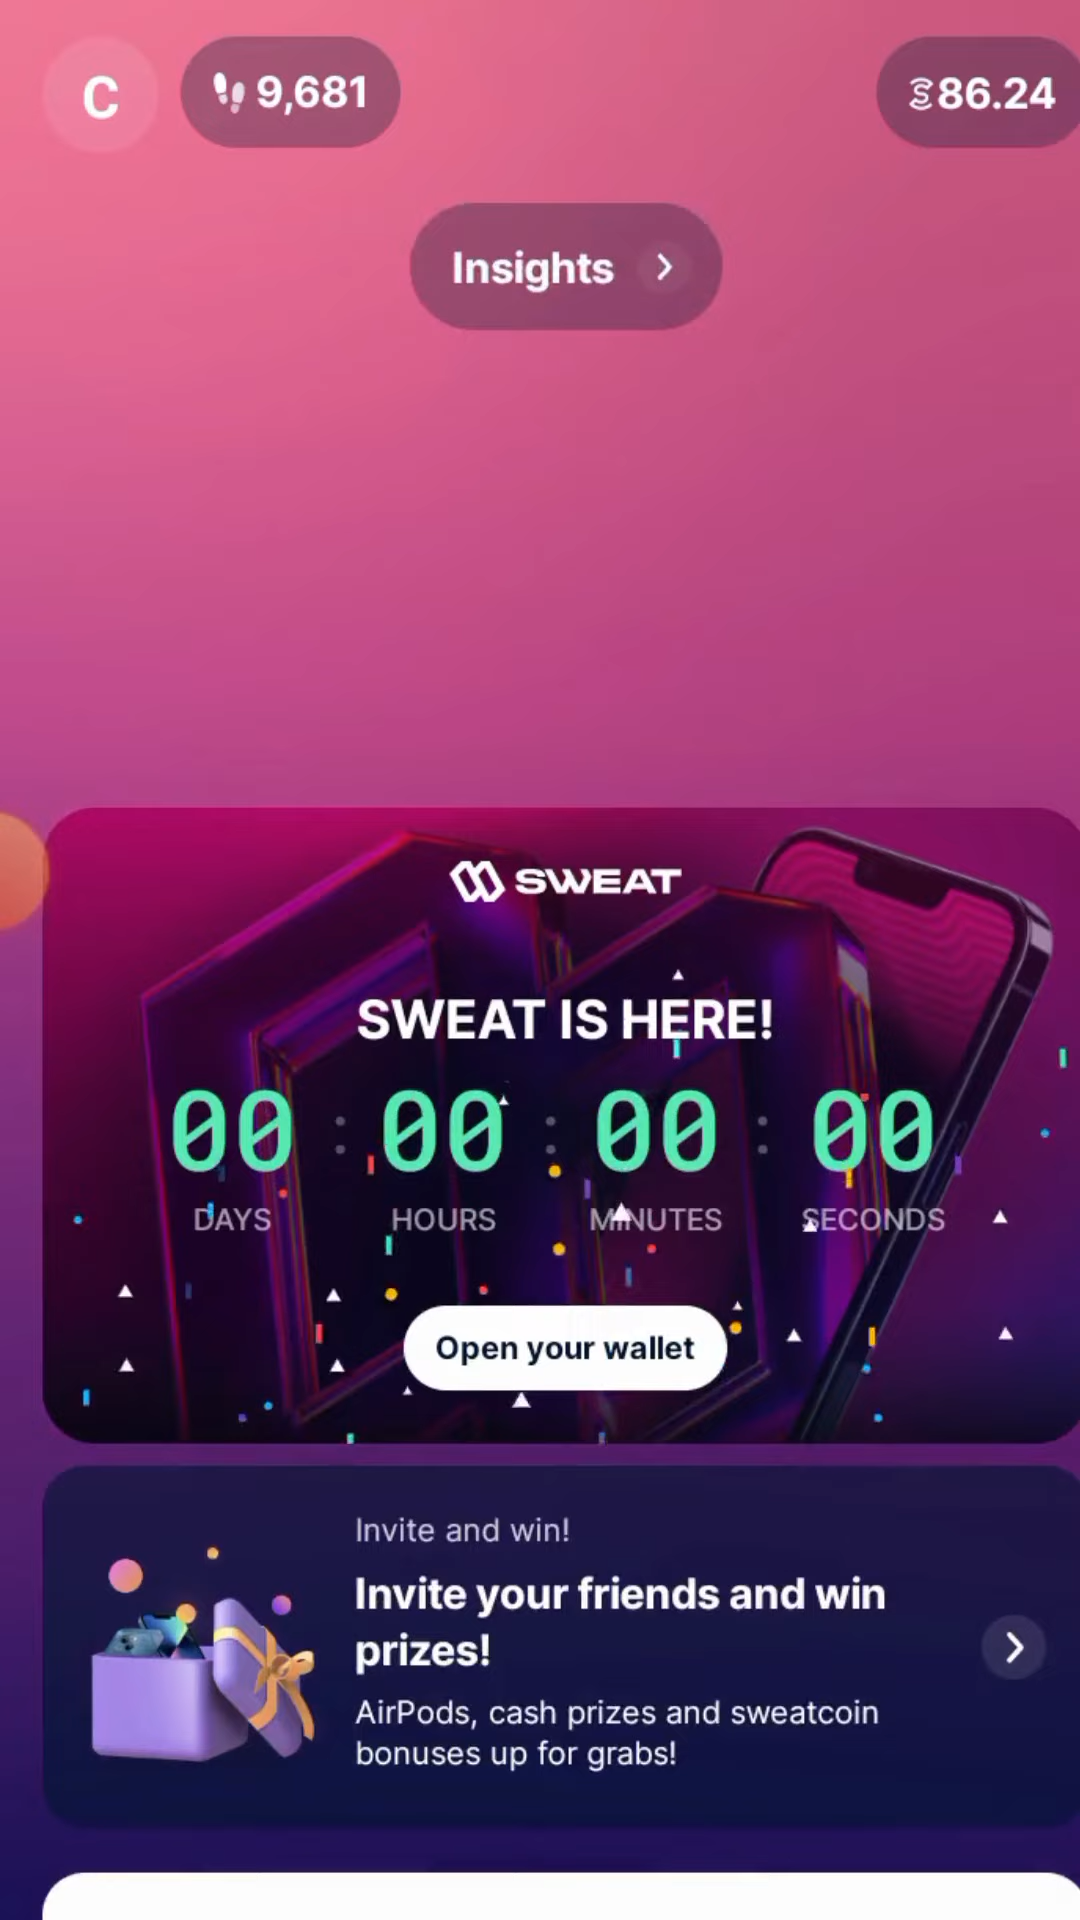 C
9,681
86.24
Insights
SWEAT
SWEAT IS HERE!
00 : 00 : 00 : 00
DAYS HOURS MINUTES SECONDS
Open your wallet
Invite and win!
Invite your friends and win
prizes!
AirPods, cash prizes and sweatcoin
bonuses up for grabs!